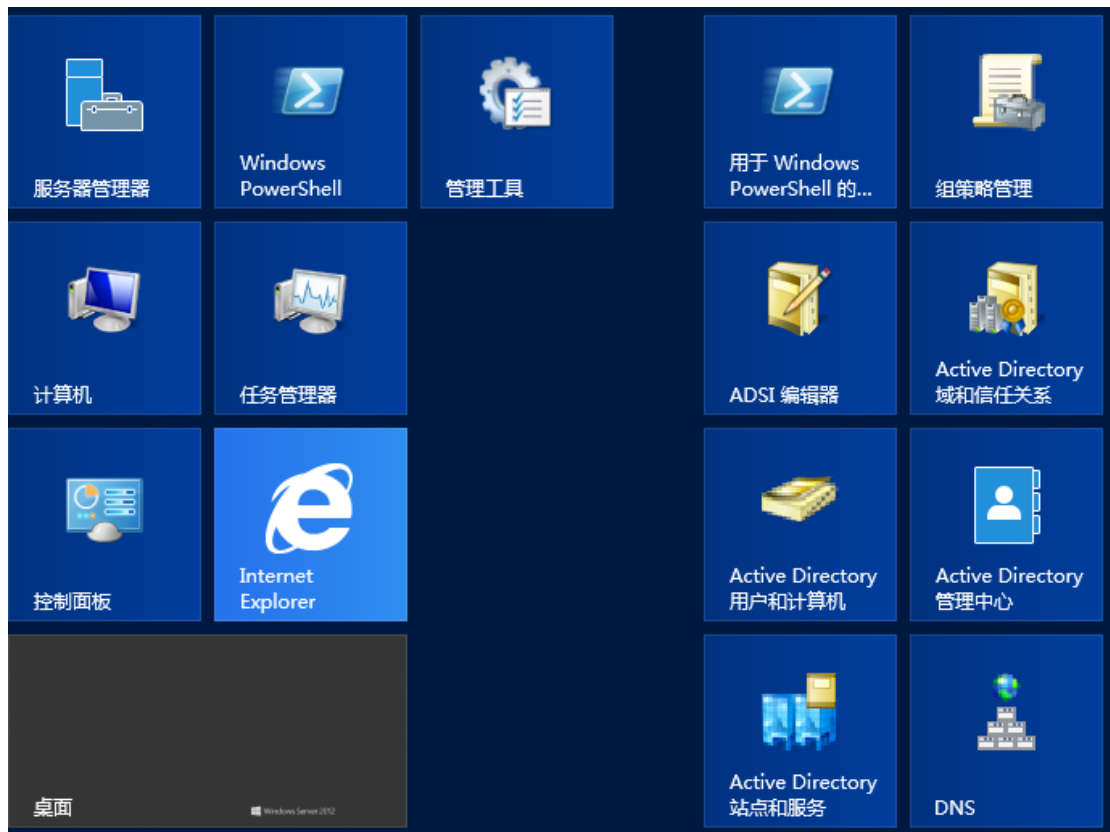 服务器管理器
Windows
PowerShell
管理工具
用于 Windows
PowerShell 的...
组策略管理
计算机
任务管理器
ADSI 编辑器
Active Directory
域和信任关系
控制面板
Internet
Explorer
Active Directory
用户和计算机
Active Directory
管理中心
桌面
Windows Server 2012
Active Directory
站点和服务
DNS